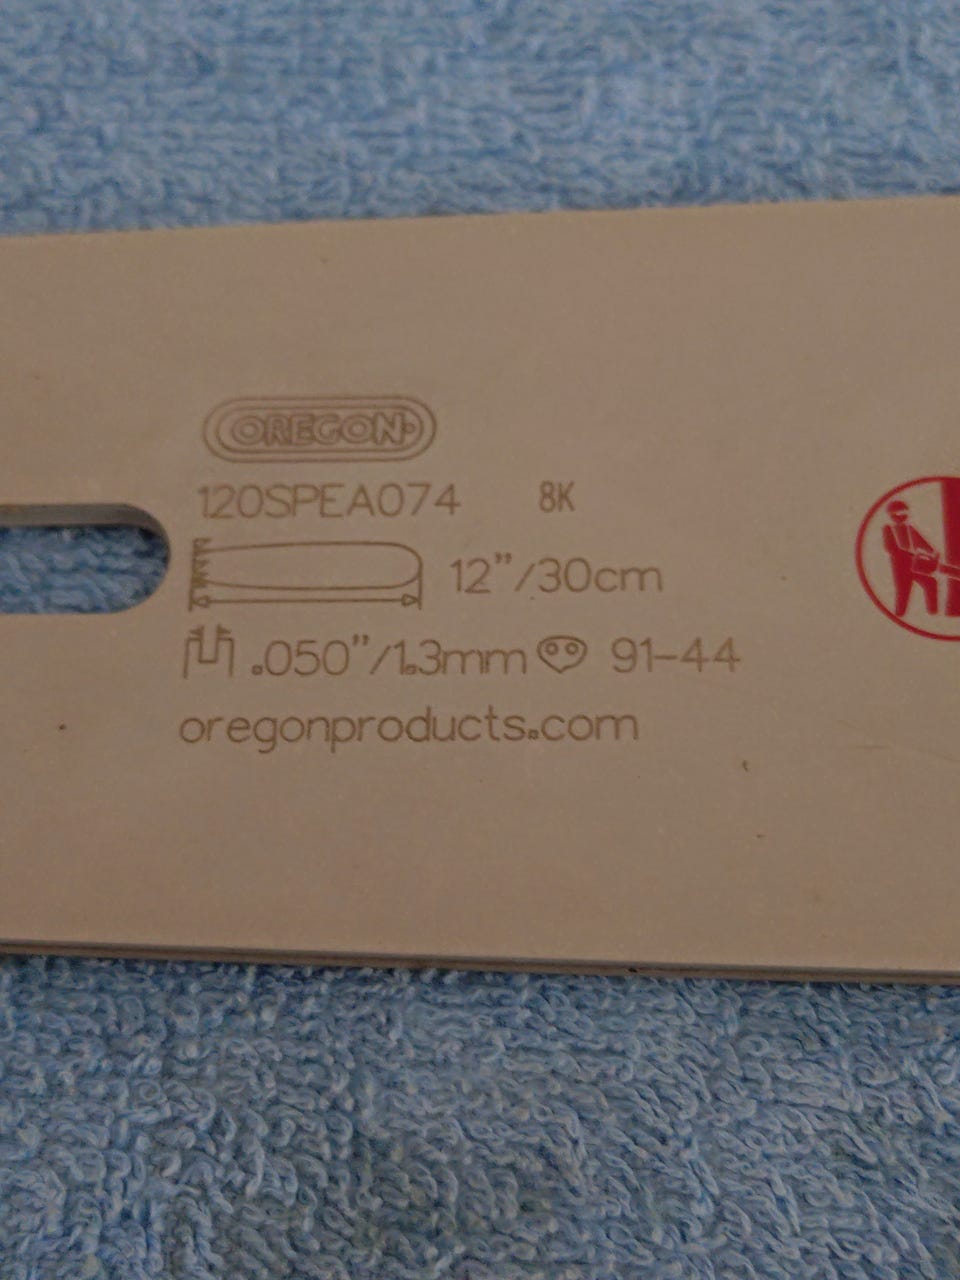 OREGON
120SPEA074 8K
12"/30cm
.050"/1.3mm 91-44
oregonproducts.com